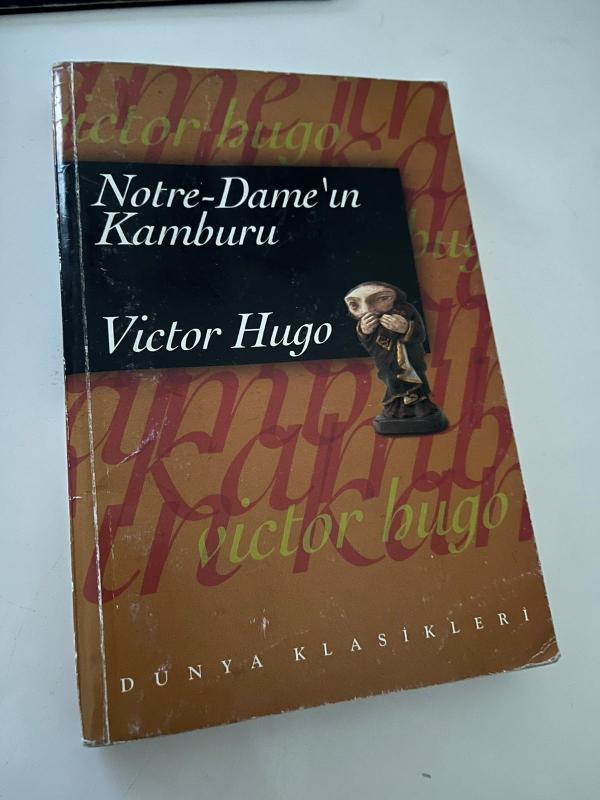 victor hugo
Notre-Dame'ın
Kamburu
Victor Hugo
victor hugo
DÜNYA KLASİKLERİ